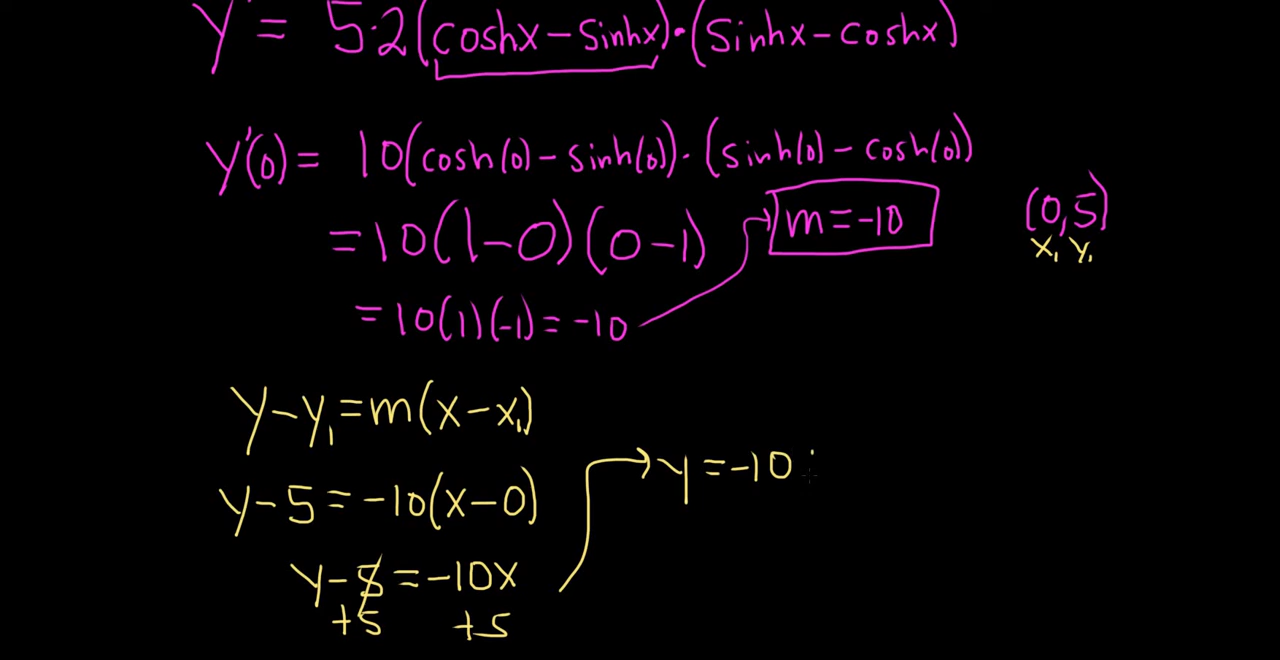 y' = 5·2(coshx - sinhx)·(sinhx - coshx)
y'(0) = 10(cosh(0) - sinh(0))·(sinh(0) - cosh(0))
= 10(1-0)(0-1)
m = -10
(0,5)
x₁ y₁
= 10(1)(-1) = -10
y - y₁ = m(x - x₁)
y - 5 = -10(x - 0)
y - 5 = -10x
+5 +5
y = -10